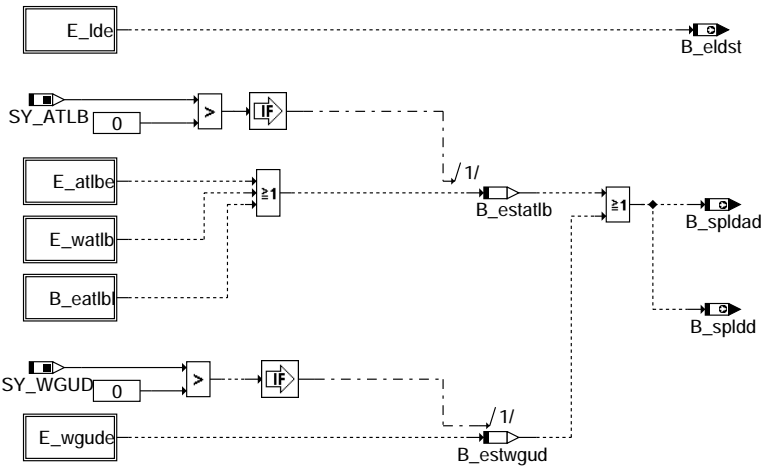 E_lde
B_eldst
SY_ATLB
0
>
IF
/1/
E_atlbe
≥1
B_estatlb
≥1
B_spldad
E_watlb
B_eatlbl
B_spldd
SY_WGUD
0
>
IF
/1/
E_wgude
B_estwgud